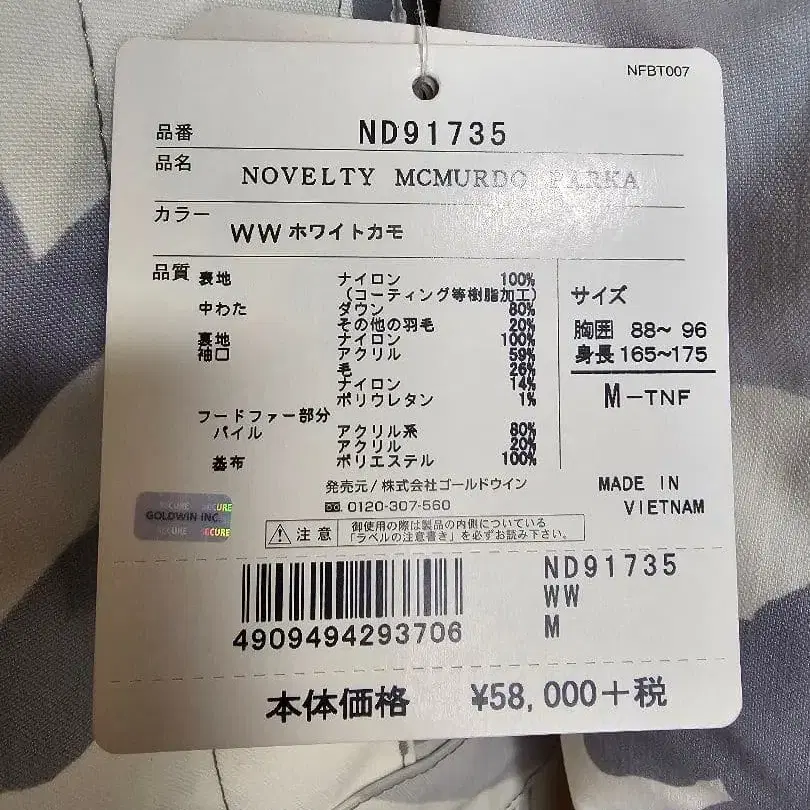 NFBT007
品番 ND91735
品名 NOVELTY MCMURDO PARKA
カラー WW ホワイトカモ
品質 表地 ナイロン 100%
(コーティング等樹脂加工)
中わた ダウン 80%
その他の羽毛 20%
裏地 ナイロン 100%
袖口 アクリル 59%
毛 26%
ナイロン 14%
ポリウレタン 1%
フードファー部分
パイル アクリル系 80%
アクリル 20%
基布 ポリエステル 100%
サイズ
胸囲 88~ 96
身長 165~175
M-TNF
MADE IN
VIETNAM
発売元/株式会社ゴールドウイン
0120-307-560
SECURE SECURE
GOLDWIN INC.
SECURE SECURE
注意 御使用の際は製品の内側についている
「ラベルの注意書き」を必ずお読み下さい。
4909494293706
ND91735
WW
M
本体価格 ¥58,000+税